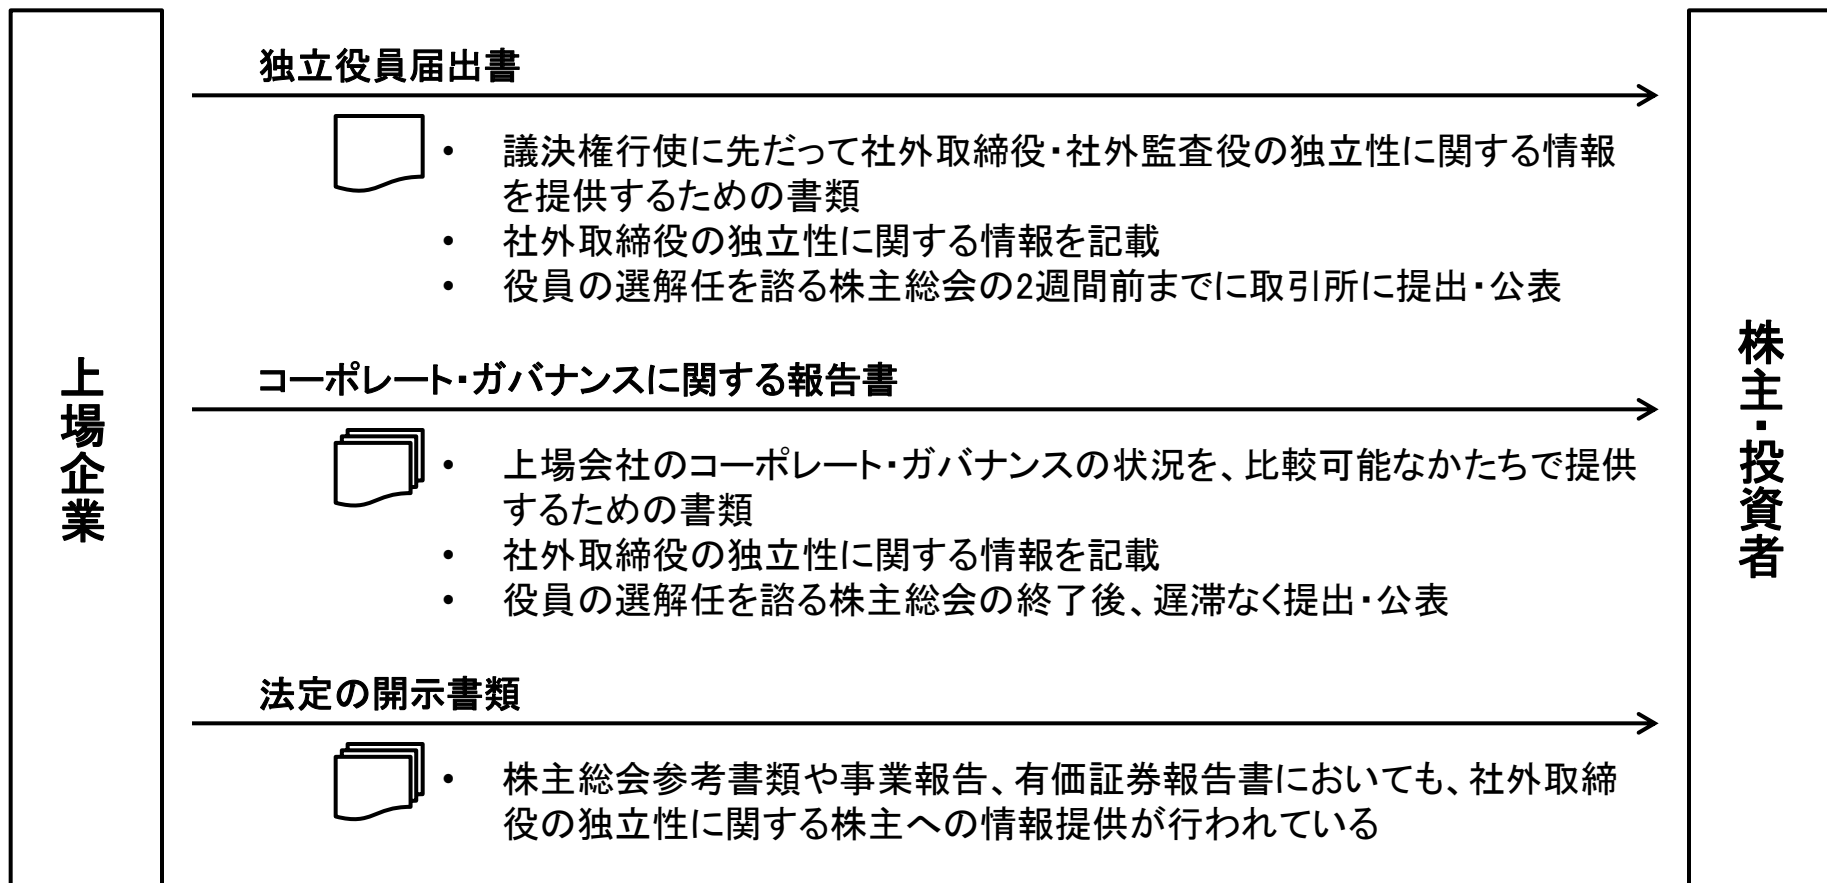 上場企業
独立役員届出書
• 議決権行使に先だって社外取締役・社外監査役の独立性に関する情報
を提供するための書類
• 社外取締役の独立性に関する情報を記載
• 役員の選解任を諮る株主総会の2週間前までに取引所に提出・公表
コーポレート・ガバナンスに関する報告書
• 上場会社のコーポレート・ガバナンスの状況を、比較可能なかたちで提供
するための書類
• 社外取締役の独立性に関する情報を記載
• 役員の選解任を諮る株主総会の終了後、遅滞なく提出・公表
法定の開示書類
• 株主総会参考書類や事業報告、有価証券報告書においても、社外取締
役の独立性に関する株主への情報提供が行われている
株主・投資者